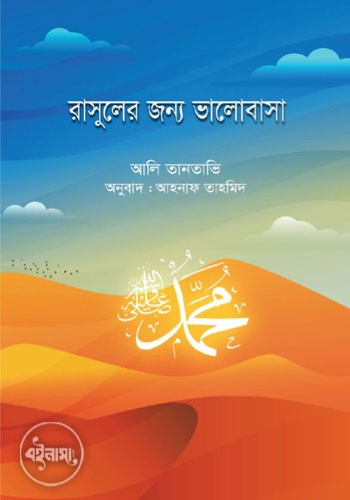 রাসুলের জন্য ভালোবাসা
আলি তানতাভি
অনুবাদ : আহনাফ তাহমিদ
ﷺ
محمد
বইনামা